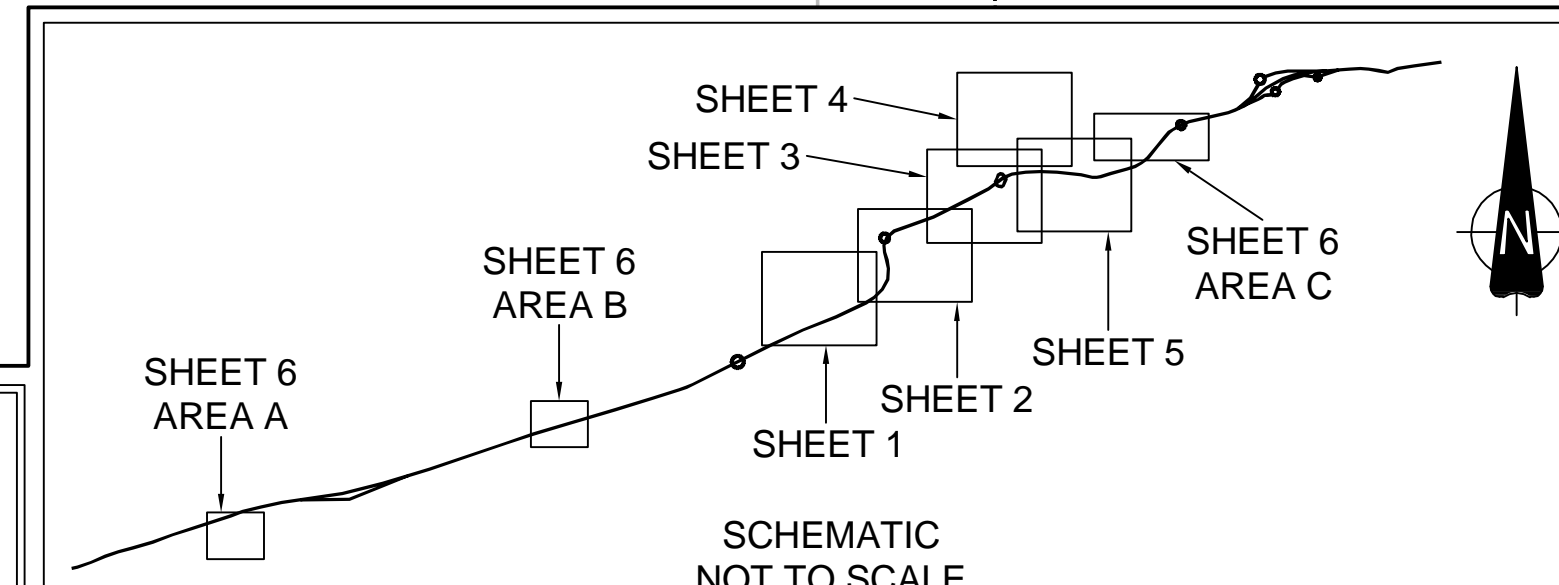 SHEET 4
SHEET 3
SHEET 6
AREA C
N
SHEET 6
AREA B
SHEET 5
SHEET 6
AREA A
SHEET 2
SHEET 1
SCHEMATIC
NOT TO SCALE